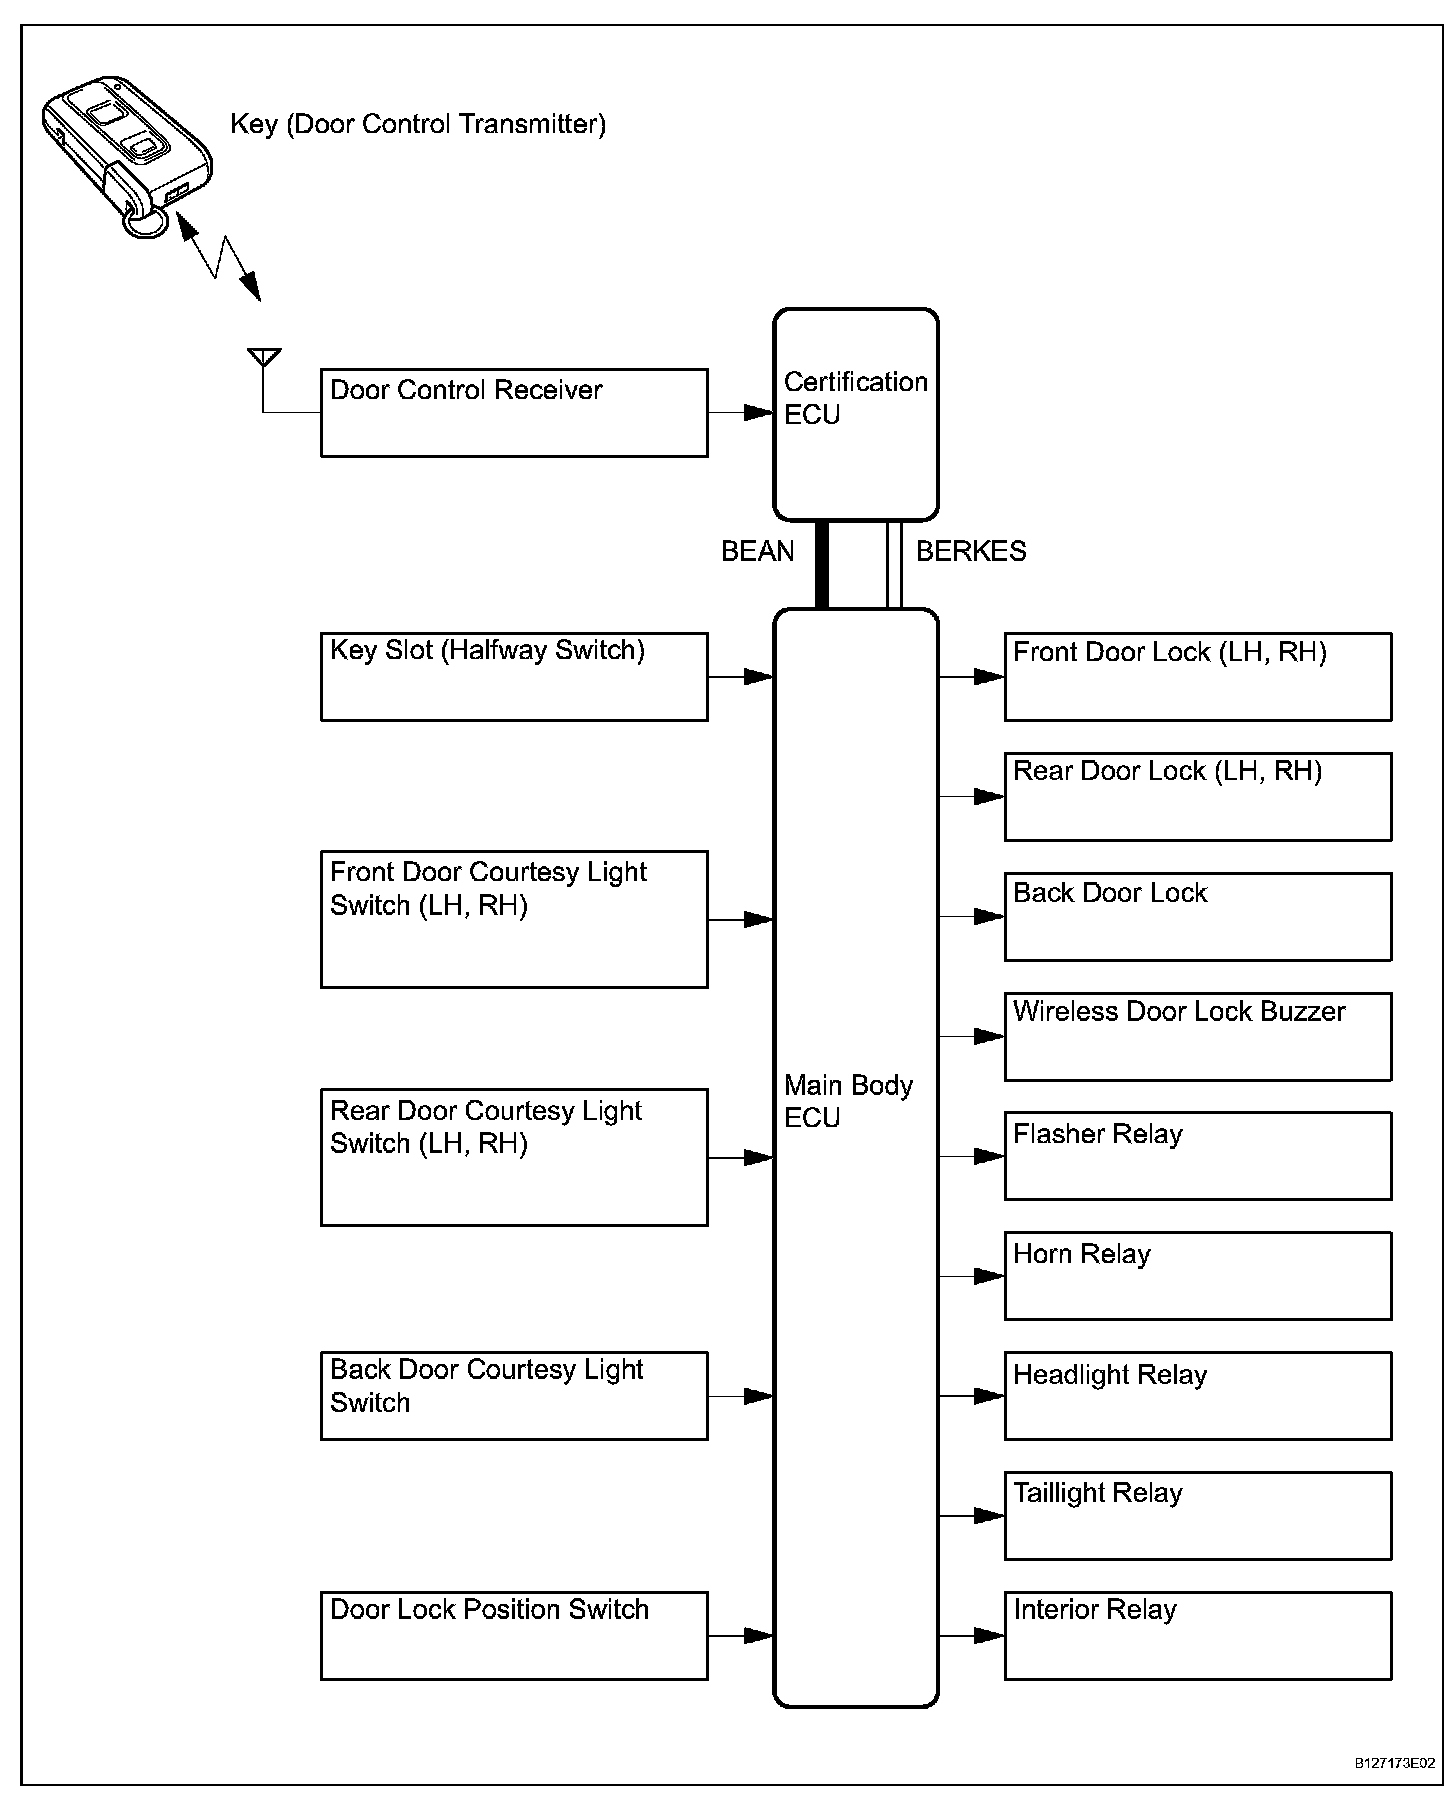 Key (Door Control Transmitter)
Door Control Receiver
Certification
ECU
BEAN
BERKES
Key Slot (Halfway Switch)
Front Door Courtesy Light
Switch (LH, RH)
Rear Door Courtesy Light
Switch (LH, RH)
Back Door Courtesy Light
Switch
Door Lock Position Switch
Main Body
ECU
Front Door Lock (LH, RH)
Rear Door Lock (LH, RH)
Back Door Lock
Wireless Door Lock Buzzer
Flasher Relay
Horn Relay
Headlight Relay
Taillight Relay
Interior Relay
B127173E02